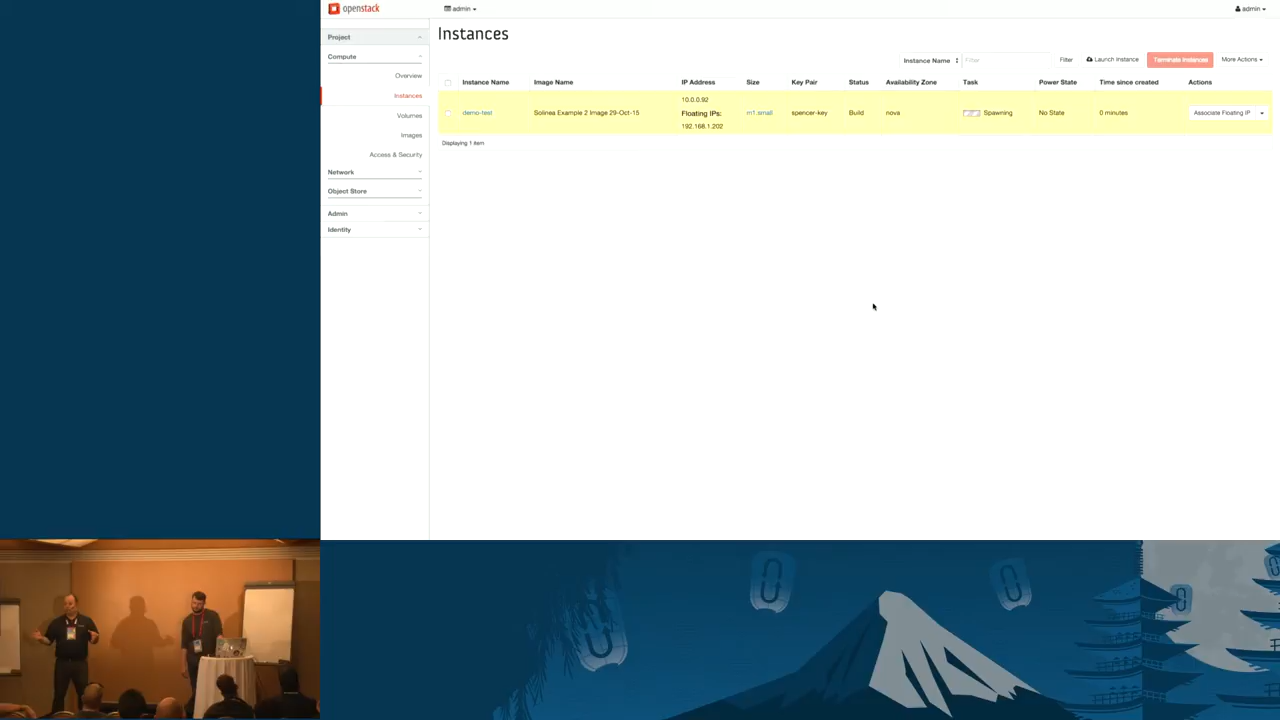 openstack
admin
admin
Project
Compute
Overview
Instances
Volumes
Images
Access & Security
Network
Object Store
Admin
Identity
Instances
Instance Name Filter Filter Launch Instance Terminate Instances More Actions
Instance Name Image Name IP Address Size Key Pair Status Availability Zone Task Power State Time since created Actions
10.0.0.92
demo-test Solinea Example 2 Image 29-Oct-15 Floating IPs: m1.small spencer-key Build nova Spawning No State 0 minutes Associate Floating IP
192.168.1.202
Displaying 1 item